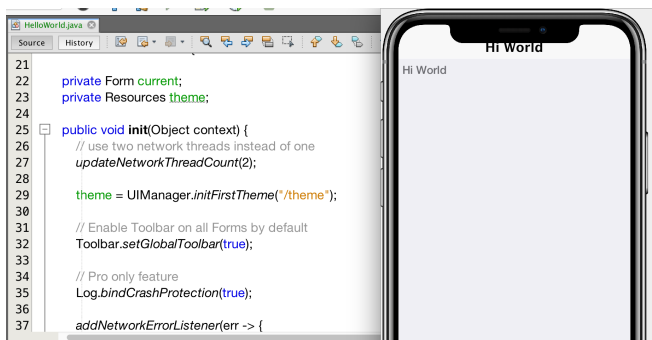 HelloWorld.java
Source History
21
22 private Form current;
23 private Resources theme;
24
25 public void init(Object context) {
26 // use two network threads instead of one
27 updateNetworkThreadCount(2);
28
29 theme = UIManager.initFirstTheme("/theme");
30
31 // Enable Toolbar on all Forms by default
32 Toolbar.setGlobalToolbar(true);
33
34 // Pro only feature
35 Log.bindCrashProtection(true);
36
37 addNetworkErrorListener(err -> {
Hi World
Hi World